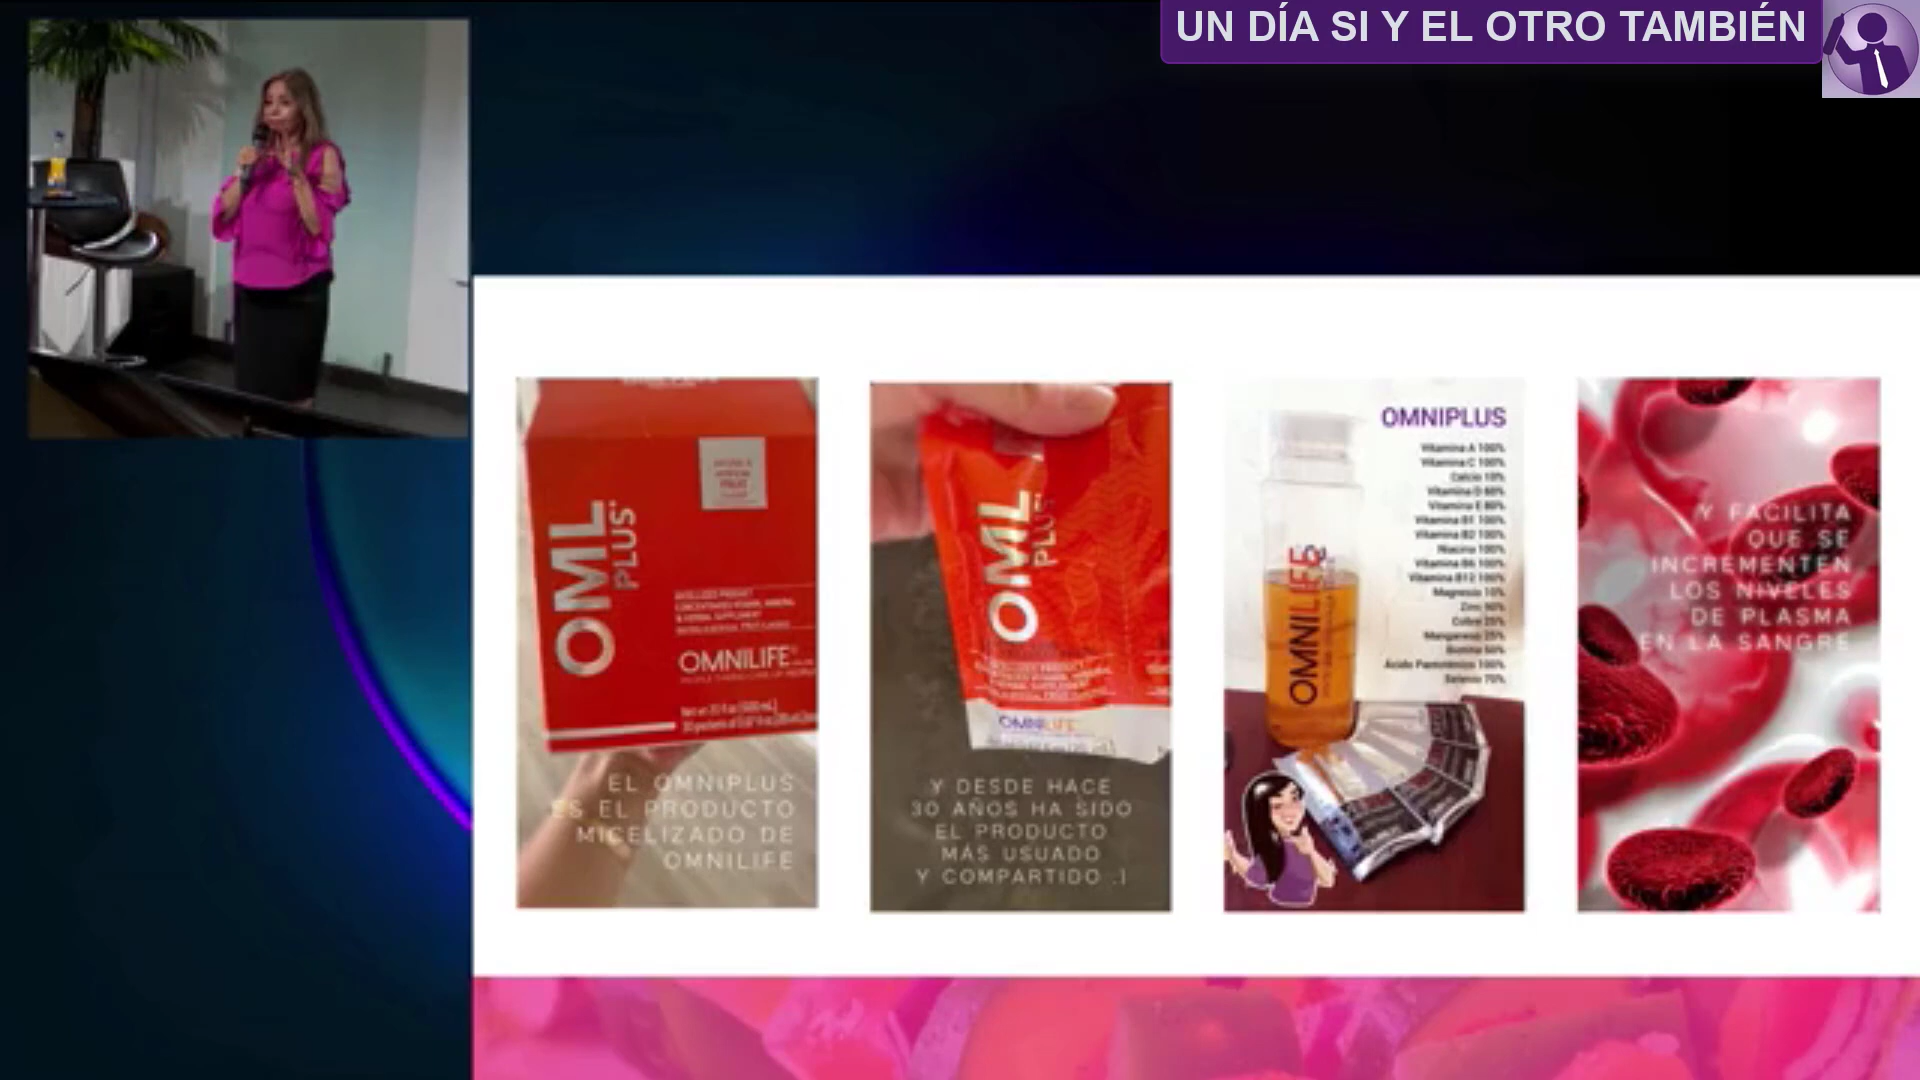 UN DÍA SI Y EL OTRO TAMBIÉN
OML
PLUS
OMNILIFE
EL OMNIPLUS
ES EL PRODUCTO
MICELIZADO DE
OMNILIFE
OML
PLUS
OMNILIFE
Y DESDE HACE
30 AÑOS HA SIDO
EL PRODUCTO
MÁS USUADO
Y COMPARTIDO .)
OMNIPLUS
Vitamina A 100%
Vitamina C 100%
Calcio 10%
Vitamina D 60%
Vitamina E 80%
Vitamina B1 100%
Vitamina B2 100%
Niacina 100%
Vitamina B6 100%
Vitamina B12 100%
Magnesio 10%
Zinc 90%
Cobre 25%
Manganeso 25%
Biotina 50%
Ácido Pantoténico 100%
Selenio 70%
OMNILIFE
Y FACILITA
QUE SE
INCREMENTEN
LOS NIVELES
DE PLASMA
EN LA SANGRE